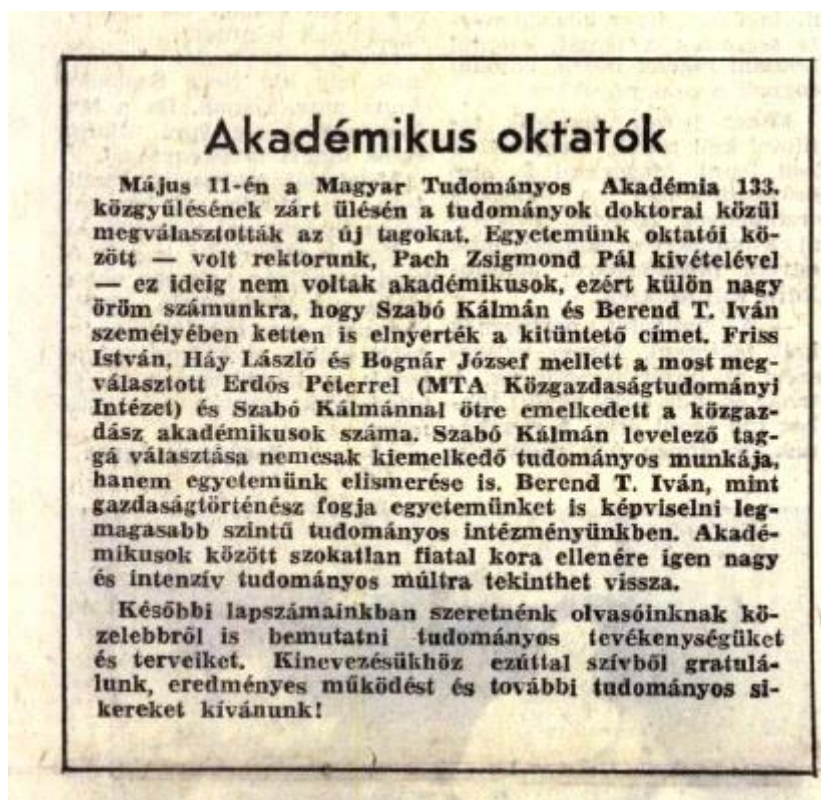 Akadémikus oktatók
Május 11-én a Magyar Tudományos Akadémia 133.
közgyűlésének zárt ülésén a tudományok doktorai közül
megválasztották az új tagokat. Egyetemünk oktatói kö-
zött — volt rektorunk, Pach Zsigmond Pál kivételével
— ez ideig nem voltak akadémikusok, ezért külön nagy
öröm számunkra, hogy Szabó Kálmán és Berend T. Iván
személyében ketten is elnyerték a kitüntető címet. Friss
István, Háy László és Bognár József mellett a most meg-
választott Erdős Péterrel (MTA Közgazdaságtudományi
Intézet) és Szabó Kálmánnal ötre emelkedett a közgaz-
dász akadémikusok száma. Szabó Kálmán levelező tag-
gá választása nemcsak kiemelkedő tudományos munkája,
hanem egyetemünk elismerése is. Berend T. Iván, mint
gazdaságtörténész fogja egyetemünket is képviselni leg-
magasabb szintű tudományos intézményünkben. Akadé-
mikusok között szokatlan fiatal kora ellenére igen nagy
és intenzív tudományos múltra tekinthet vissza.
Későbbi lapszámainkban szeretnénk olvasóinknak kö-
zelebbről is bemutatni tudományos tevékenységüket
és terveiket. Kinevezésükhöz ezúttal szívből gratulá-
lunk, eredményes működést és további tudományos si-
kereket kívánunk!